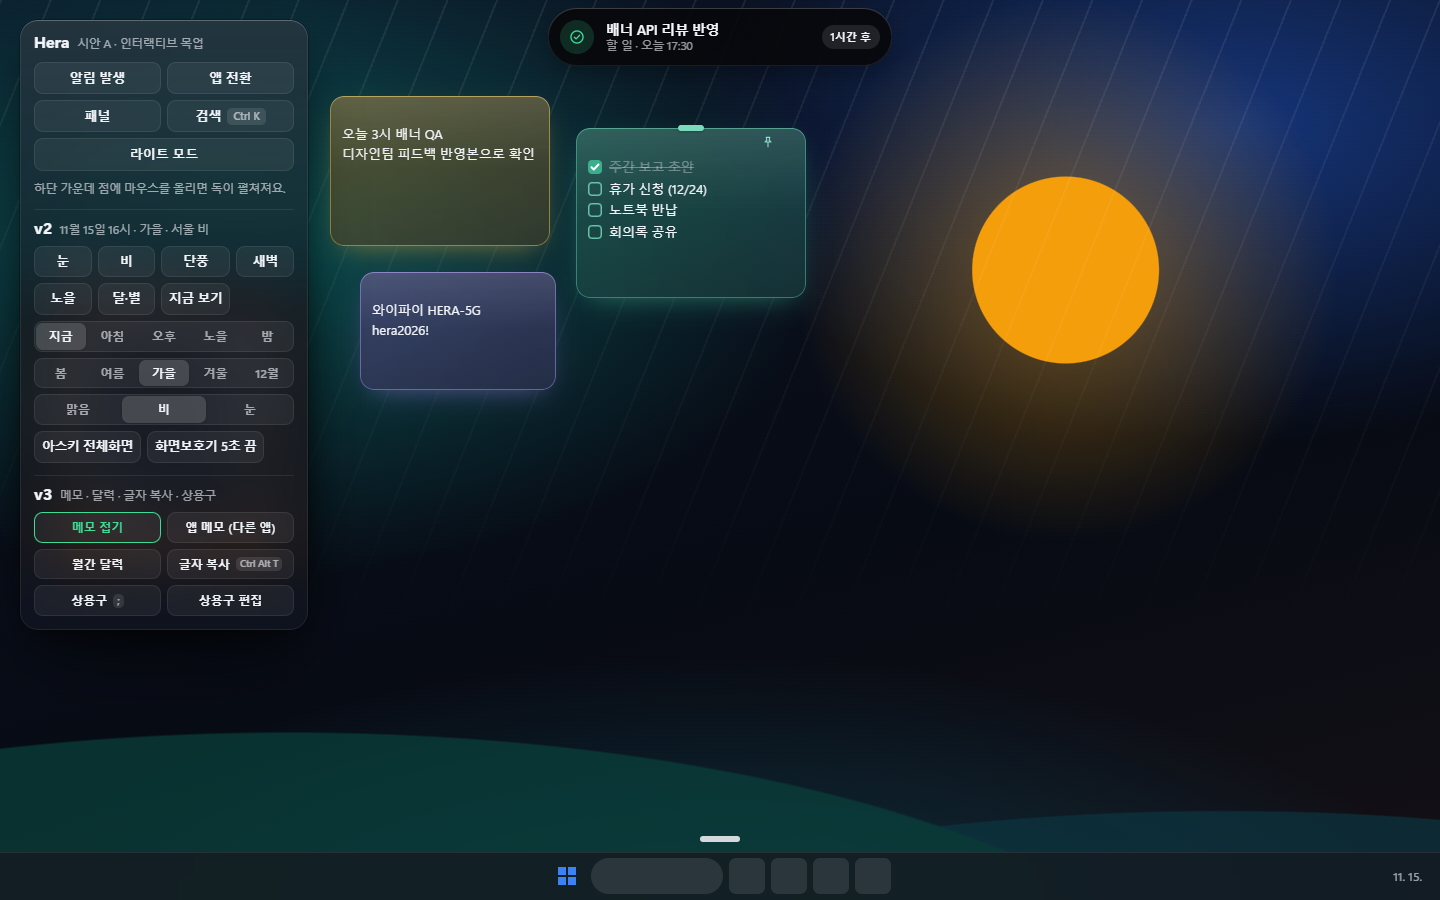 Hera 시안 A · 인터랙티브 목업
알림 발생
앱 전환
패널
검색 Ctrl K
라이트 모드
하단 가운데 점에 마우스를 올리면 독이 펼쳐져요.
v2 11월 15일 16시 · 가을 · 서울 비
눈
비
단풍
새벽
노을
달·별
지금 보기
지금 아침 오후 노을 밤
봄 여름 가을 겨울 12월
맑음 비 눈
아스키 전체화면
화면보호기 5초 끔
v3 메모 · 달력 · 글자 복사 · 상용구
메모 접기
앱 메모 (다른 앱)
월간 달력
글자 복사 Ctrl Alt T
상용구 ;
상용구 편집
배너 API 리뷰 반영
할 일 · 오늘 17:30
1시간 후
오늘 3시 배너 QA
디자인팀 피드백 반영본으로 확인
주간 보고 초안
휴가 신청 (12/24)
노트북 반납
회의록 공유
와이파이 HERA-5G
hera2026!
11. 15.